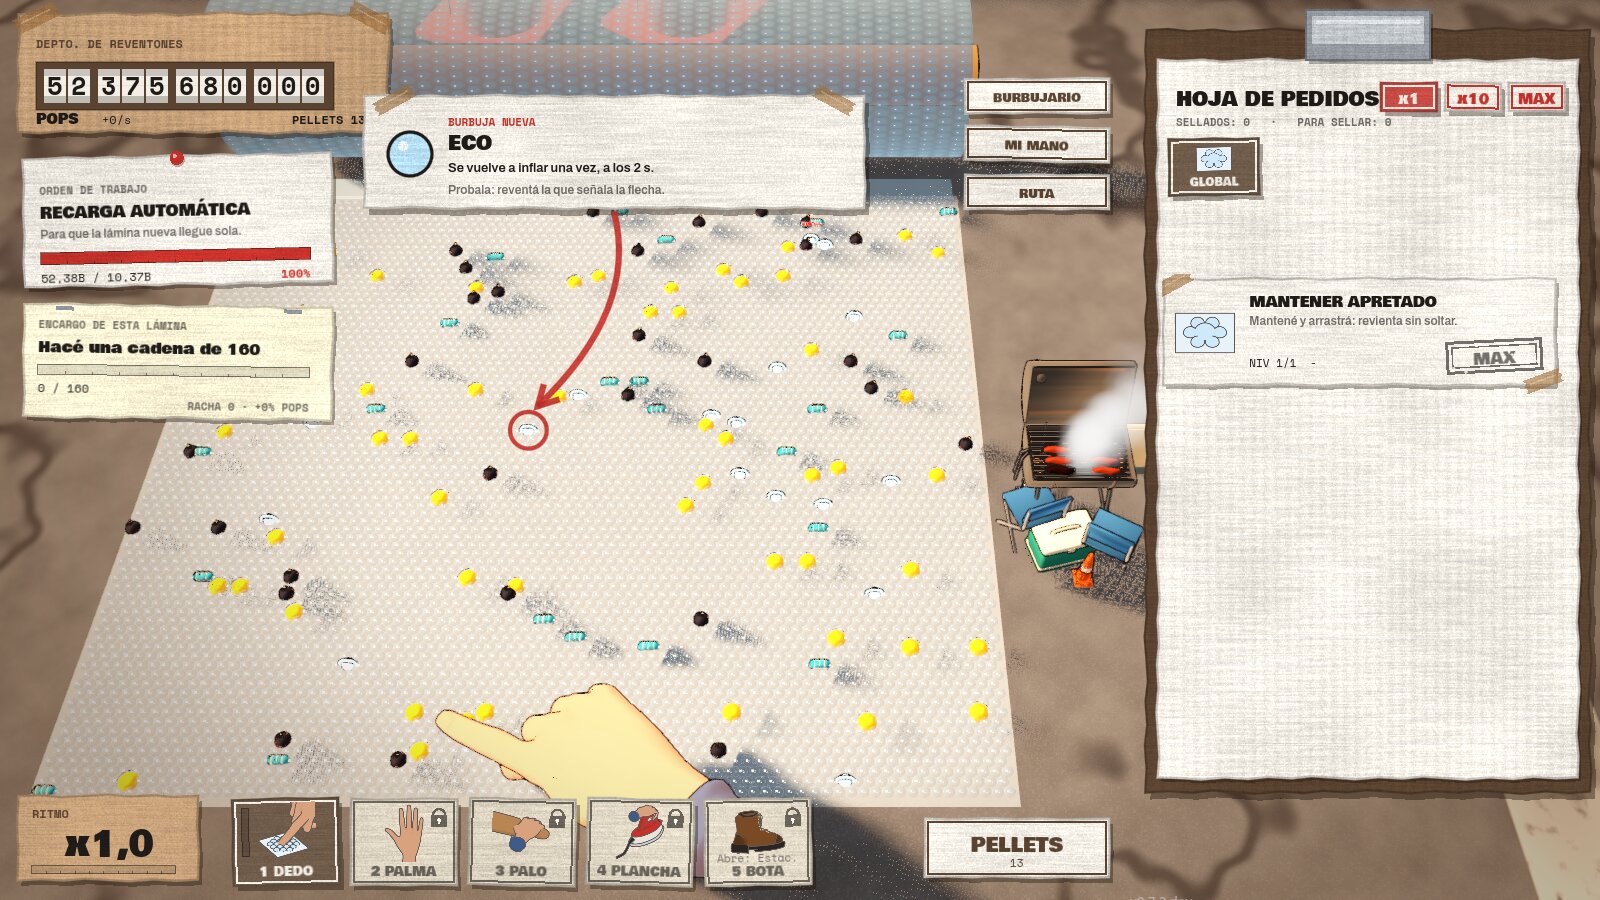 DEPTO. DE REVENTONES
52 375 680 000
POPS +0/s PELLETS 13
ORDEN DE TRABAJO
RECARGA AUTOMÁTICA
Para que la lámina nueva llegue sola.
52,38B / 10,37B 100%
ENCARGO DE ESTA LÁMINA
Hacé una cadena de 160
0 / 160
RACHA 0 · +0% POPS
BURBUJA NUEVA
ECO
Se vuelve a inflar una vez, a los 2 s.
Probala: reventá la que señala la flecha.
BURBUJARIO
MI MANO
RUTA
HOJA DE PEDIDOS x1 x10 MAX
SELLADOS: 0 · PARA SELLAR: 0
GLOBAL
MANTENER APRETADO
Mantené y arrastrá: revienta sin soltar.
NIV 1/1 -
MAX
RITMO
x1,0
1 DEDO
2 PALMA
3 PALO
4 PLANCHA
Abre: Estac.
5 BOTA
PELLETS
13